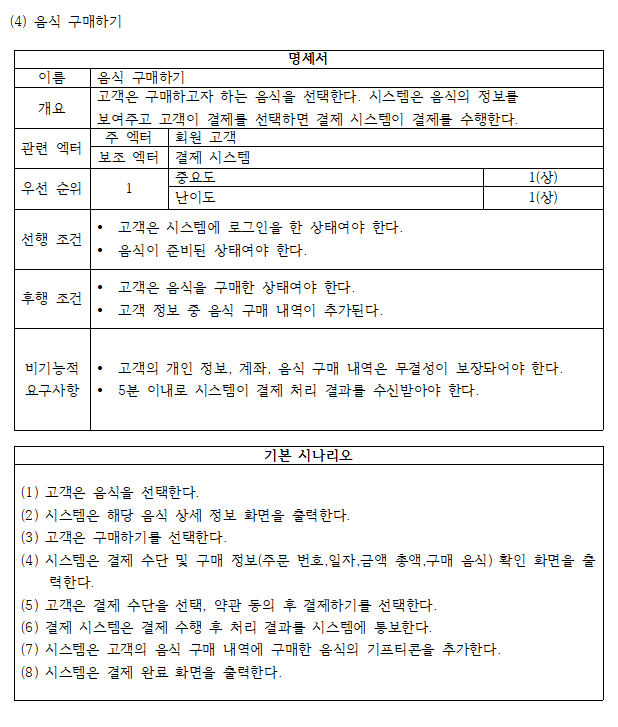 (4) 음식 구매하기
명세서
이름 음식 구매하기
개요 고객은 구매하고자 하는 음식을 선택한다. 시스템은 음식의 정보를
보여주고 고객이 결제를 선택하면 결제 시스템이 결제를 수행한다.
관련 엑터 주 엑터 회원 고객
보조 엑터 결제 시스템
우선 순위 1 중요도 1(상)
난이도 1(상)
선행 조건
• 고객은 시스템에 로그인을 한 상태여야 한다.
• 음식이 준비된 상태여야 한다.
후행 조건
• 고객은 음식을 구매한 상태여야 한다.
• 고객 정보 중 음식 구매 내역이 추가된다.
비기능적
요구사항
• 고객의 개인 정보, 계좌, 음식 구매 내역은 무결성이 보장되어야 한다.
• 5분 이내로 시스템이 결제 처리 결과를 수신받아야 한다.
기본 시나리오
(1) 고객은 음식을 선택한다.
(2) 시스템은 해당 음식 상세 정보 화면을 출력한다.
(3) 고객은 구매하기를 선택한다.
(4) 시스템은 결제 수단 및 구매 정보(주문 번호,일자,금액 총액,구매 음식) 확인 화면을 출
력한다.
(5) 고객은 결제 수단을 선택, 약관 동의 후 결제하기를 선택한다.
(6) 결제 시스템은 결제 수행 후 처리 결과를 시스템에 통보한다.
(7) 시스템은 고객의 음식 구매 내역에 구매한 음식의 기프티콘을 추가한다.
(8) 시스템은 결제 완료 화면을 출력한다.